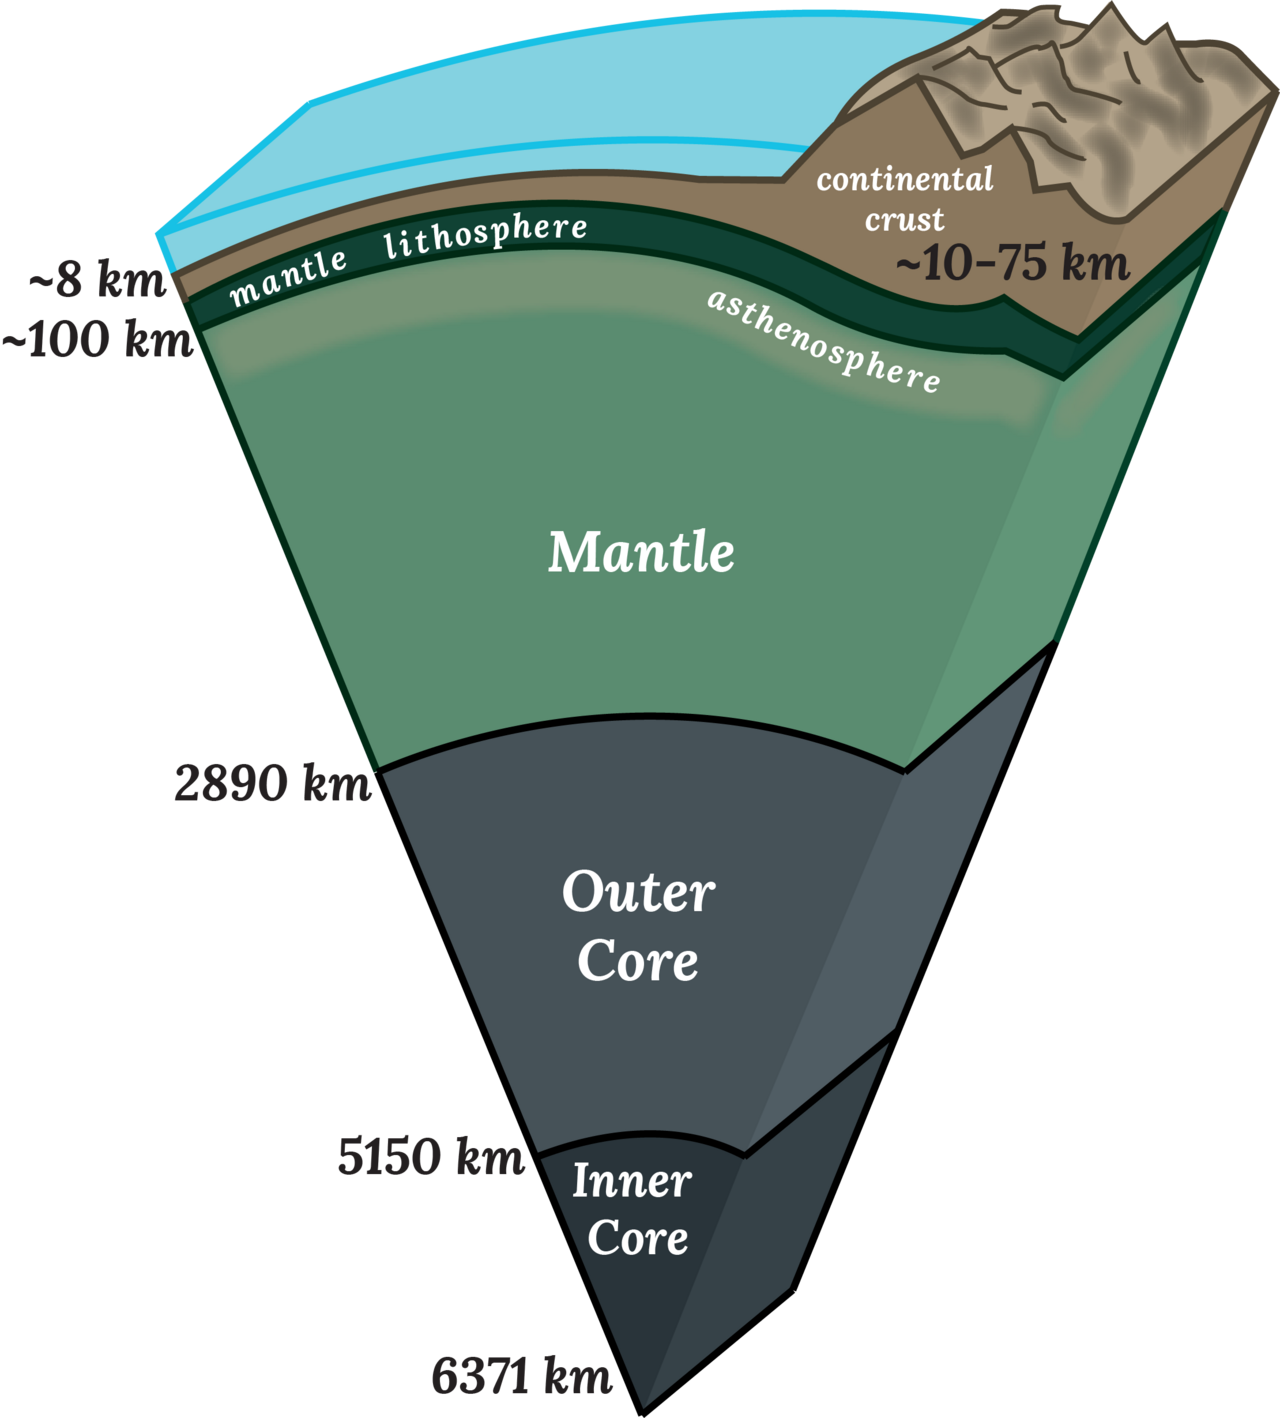 continental
crust
~10-75 km
mantle lithosphere
~8 km
~100 km
asthenosphere
Mantle
2890 km
Outer
Core
5150 km
Inner
Core
6371 km